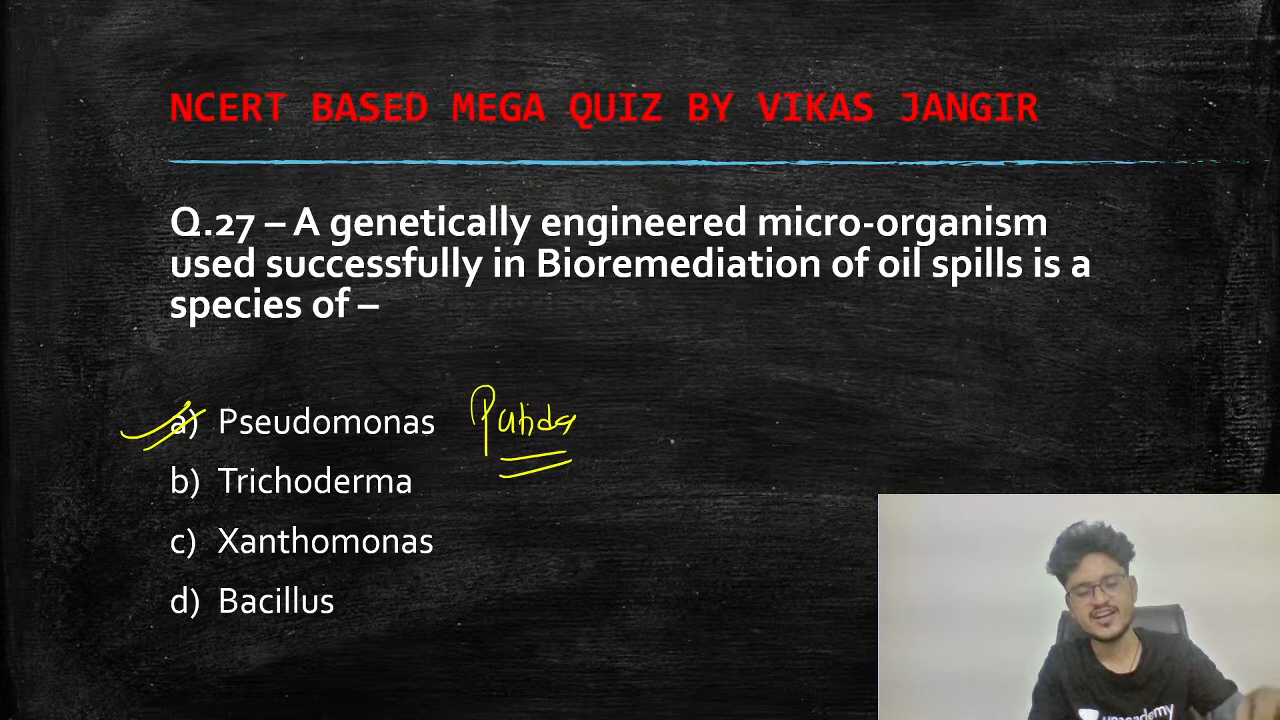 NCERT BASED MEGA QUIZ BY VIKAS JANGIR
Q.27 – A genetically engineered micro-organism
used successfully in Bioremediation of oil spills is a
species of –
a) Pseudomonas Putida
b) Trichoderma
c) Xanthomonas
d) Bacillus
unacademy